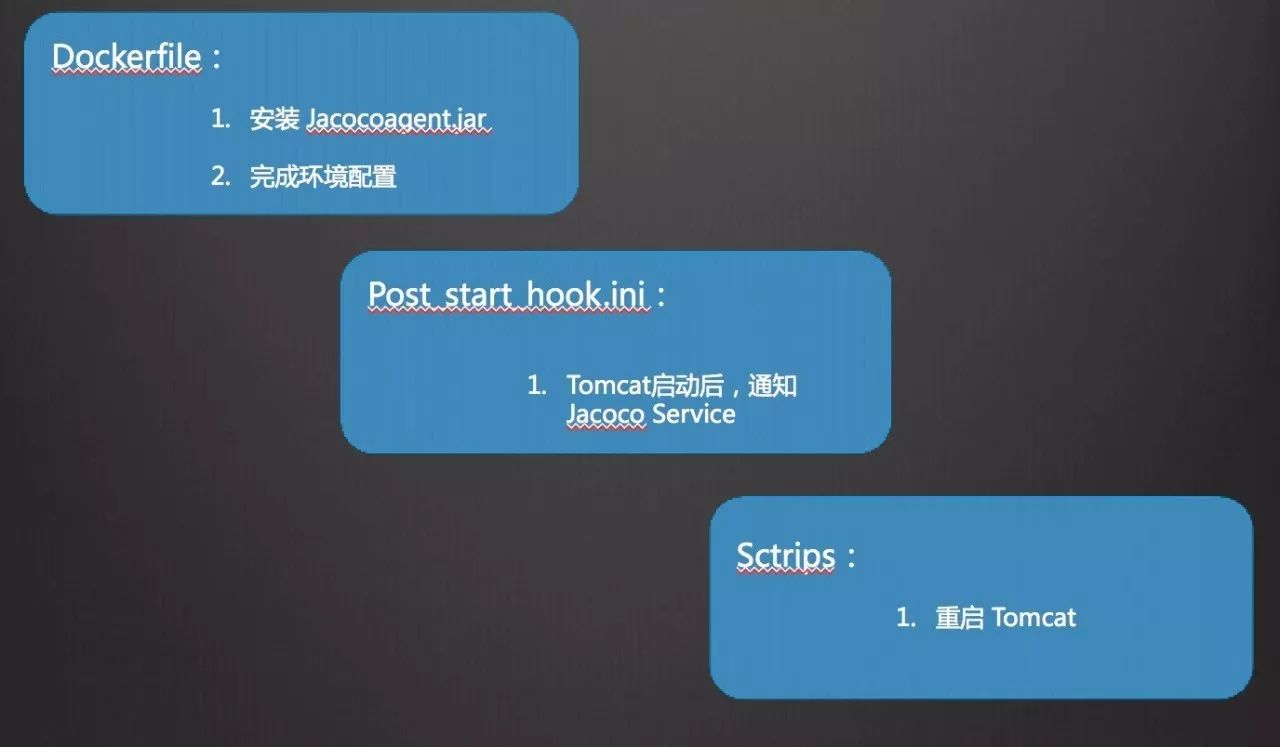 Dockerfile：
1. 安装 Jacocoagent.jar
2. 完成环境配置
Post_start_hook.ini：
1. Tomcat启动后，通知
Jacoco Service
Sctrips：
1. 重启 Tomcat